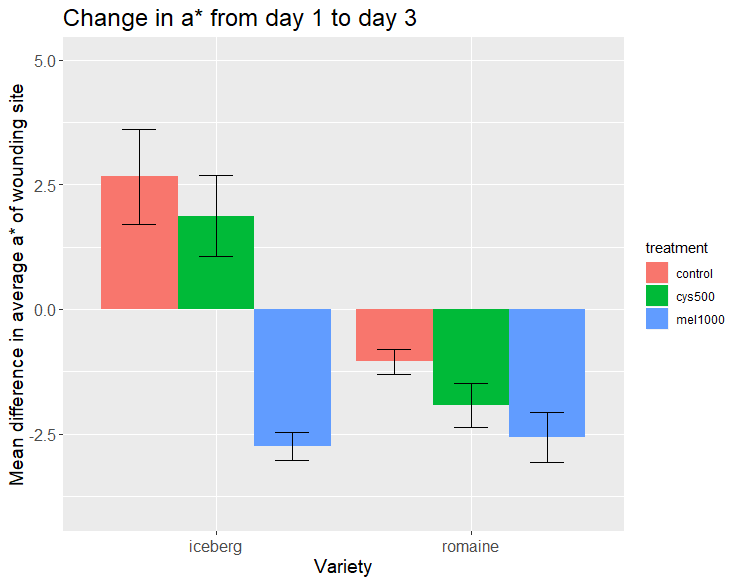 Change in a* from day 1 to day 3
Mean difference in average a* of wounding site
5.0
2.5
0.0
-2.5
iceberg
romaine
Variety
treatment
control
cys500
mel1000